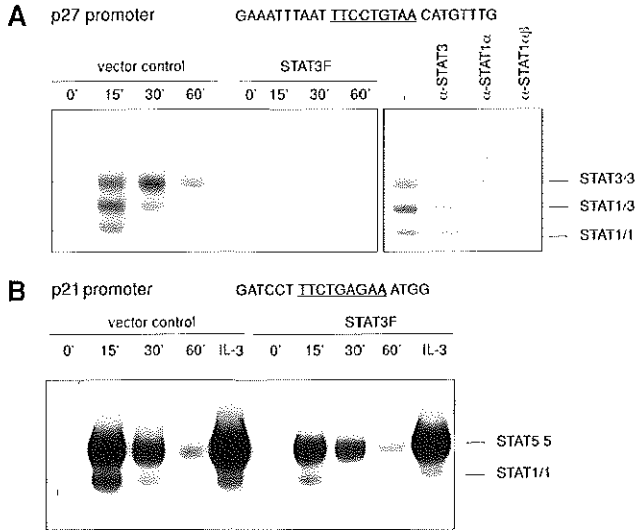 A p27 promoter GAAATTTAAT TTCCTGTAA CATGTTTG
vector control STAT3F
0' 15' 30' 60' 0' 15' 30' 60' - α-STAT3 α-STAT1α α-STAT1αβ
STAT3/3
STAT1/3
STAT1/1
B p21 promoter GATCCT TTCTGAGAA ATGG
vector control STAT3F
0' 15' 30' 60' IL-3 0' 15' 30' 60' IL-3
STAT5 5
STAT1/1